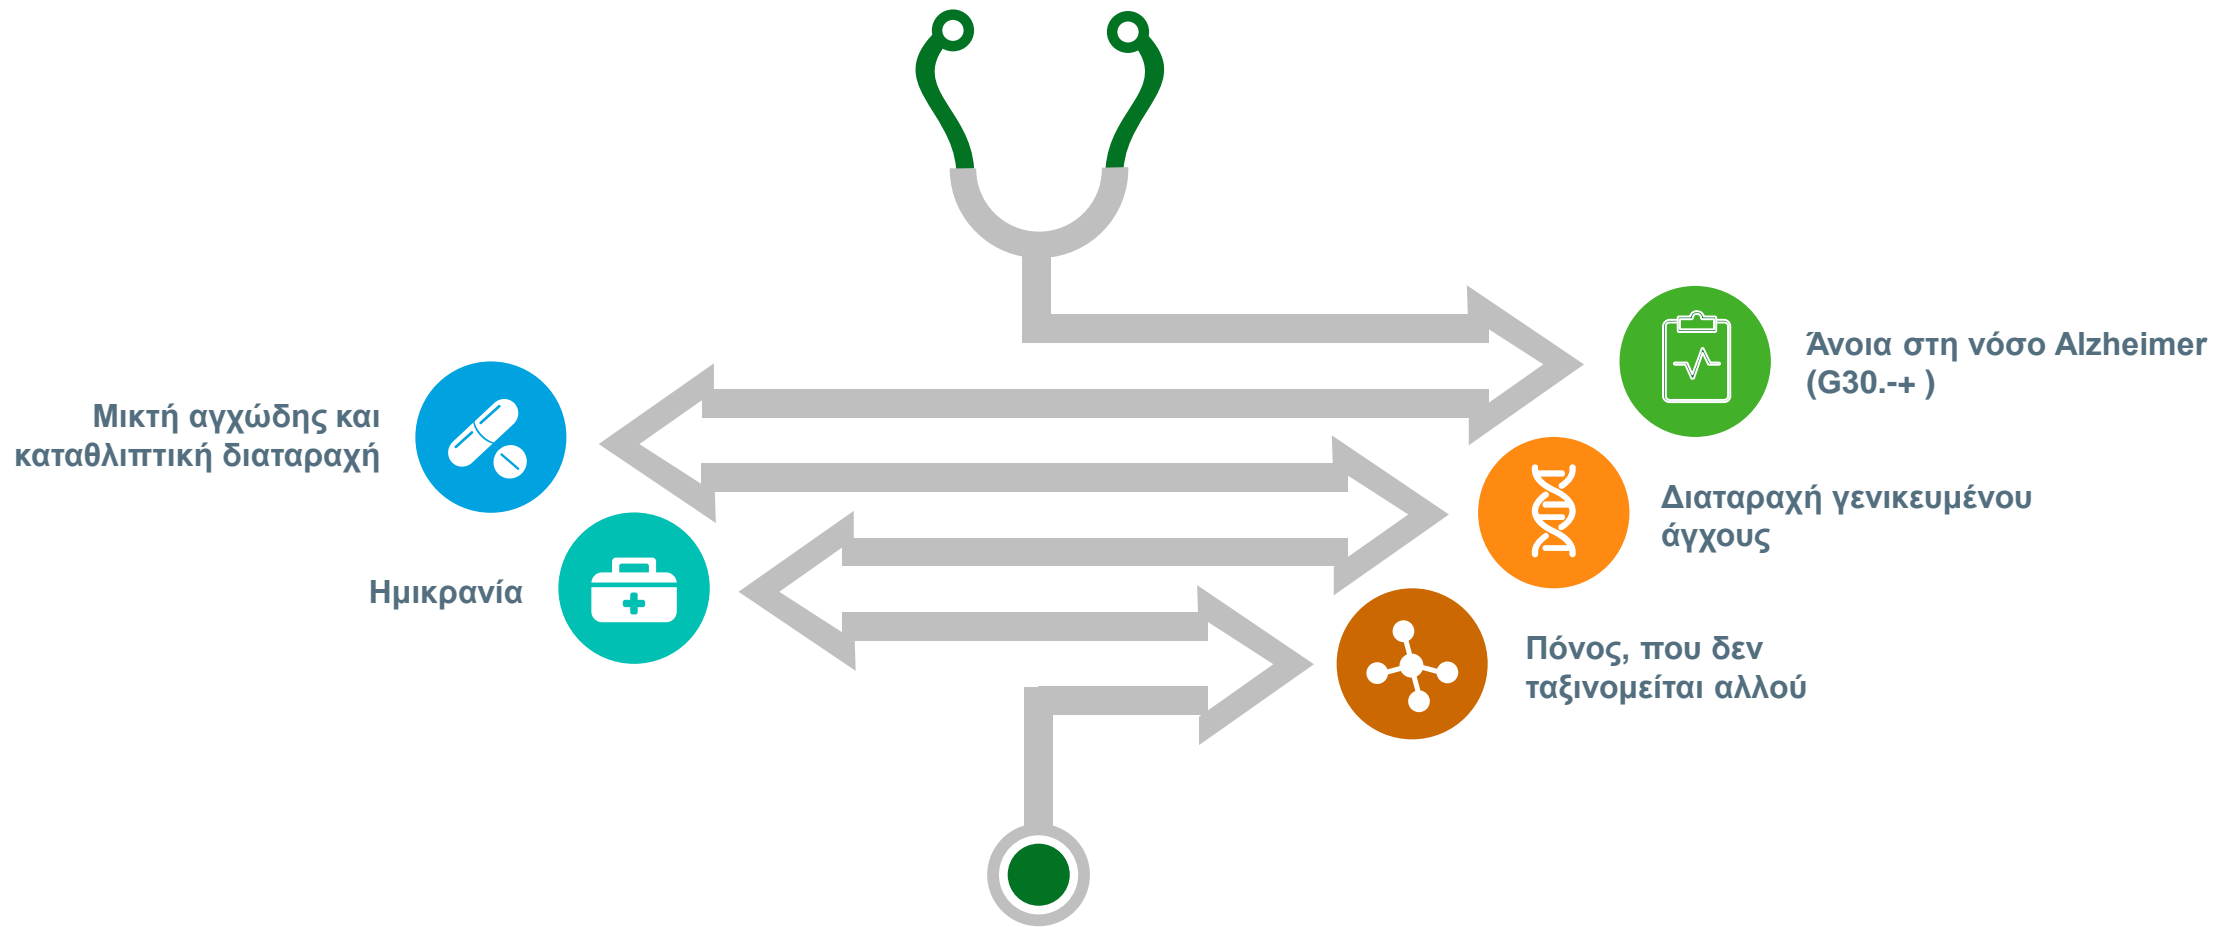 Άνοια στη νόσο Alzheimer
(G30.-+ )
Μικτή αγχώδης και
καταθλιπτική διαταραχή
Διαταραχή γενικευμένου
άγχους
Ημικρανία
Πόνος, που δεν
ταξινομείται αλλού